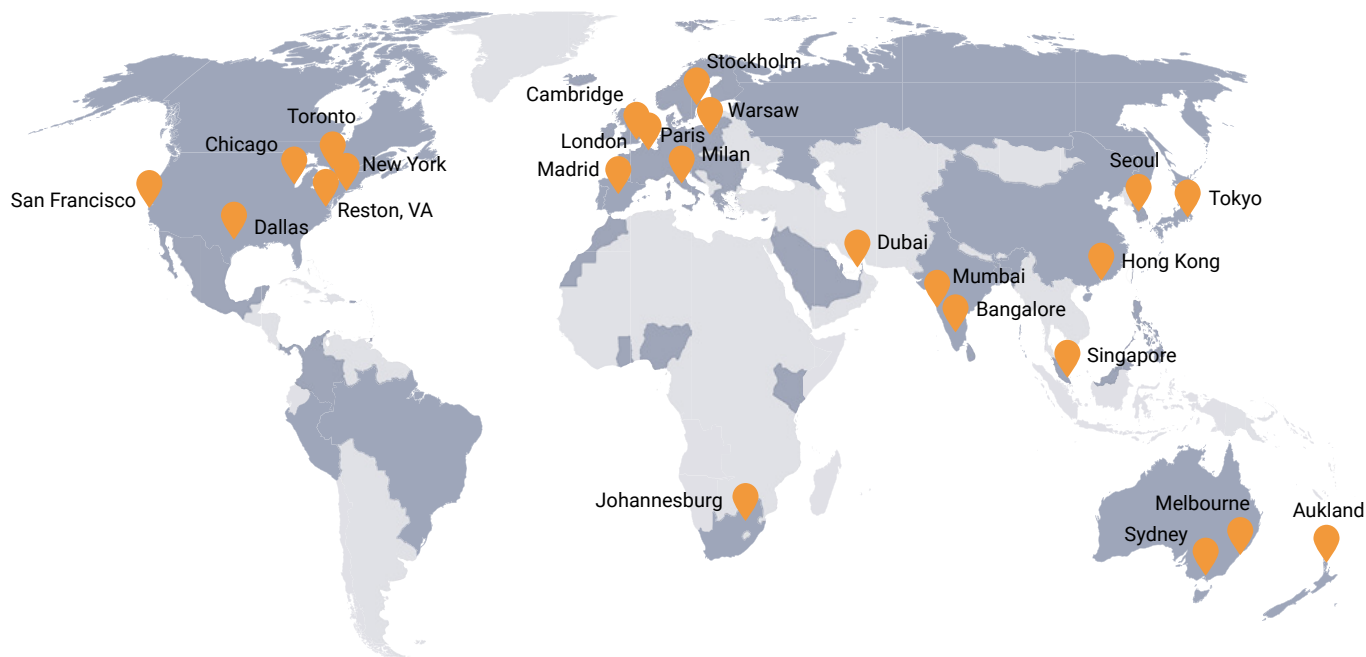 Stockholm
Cambridge
Warsaw
Toronto
London
Paris
Chicago
Milan
New York
Madrid
Seoul
San Francisco
Tokyo
Reston, VA
Dallas
Dubai
Hong Kong
Mumbai
Bangalore
Singapore
Johannesburg
Melbourne
Aukland
Sydney